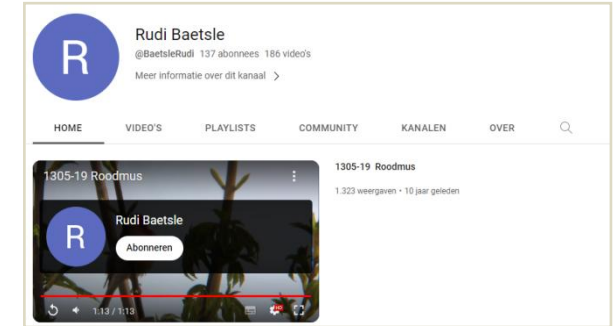 R
Rudi Baetsle
@BaetsleRudi 137 abonnees 186 video's
Meer informatie over dit kanaal
HOME VIDEO'S PLAYLISTS COMMUNITY KANALEN OVER
1305-19 Roodmus
R
Rudi Baetsle
Abonneren
1:13 / 1:13
1305-19 Roodmus
1.323 weergaven • 10 jaar geleden